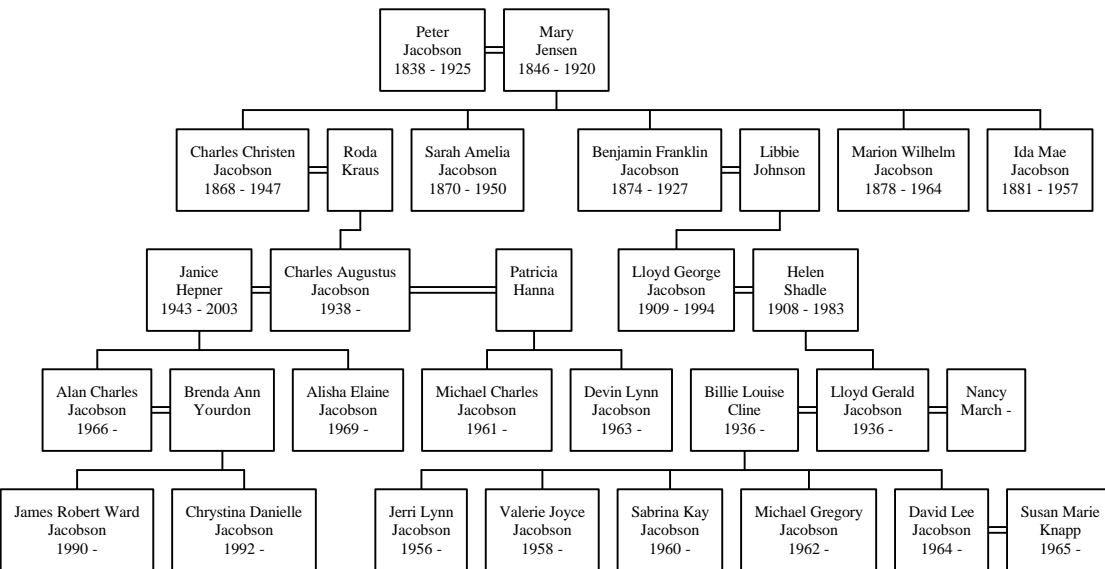 Peter
Jacobson
1838 - 1925
Mary
Jensen
1846 - 1920
Charles Christen
Jacobson
1868 - 1947
Roda
Kraus
Sarah Amelia
Jacobson
1870 - 1950
Benjamin Franklin
Jacobson
1874 - 1927
Libbie
Johnson
Marion Wilhelm
Jacobson
1878 - 1964
Ida Mae
Jacobson
1881 - 1957
Janice
Hepner
1943 - 2003
Charles Augustus
Jacobson
1938 -
Patricia
Hanna
Lloyd George
Jacobson
1909 - 1994
Helen
Shadle
1908 - 1983
Alan Charles
Jacobson
1966 -
Brenda Ann
Yourdon
Alisha Elaine
Jacobson
1969 -
Michael Charles
Jacobson
1961 -
Devin Lynn
Jacobson
1963 -
Billie Louise
Cline
1936 -
Lloyd Gerald
Jacobson
1936 -
Nancy
March -
James Robert Ward
Jacobson
1990 -
Chrystina Danielle
Jacobson
1992 -
Jerri Lynn
Jacobson
1956 -
Valerie Joyce
Jacobson
1958 -
Sabrina Kay
Jacobson
1960 -
Michael Gregory
Jacobson
1962 -
David Lee
Jacobson
1964 -
Susan Marie
Knapp
1965 -